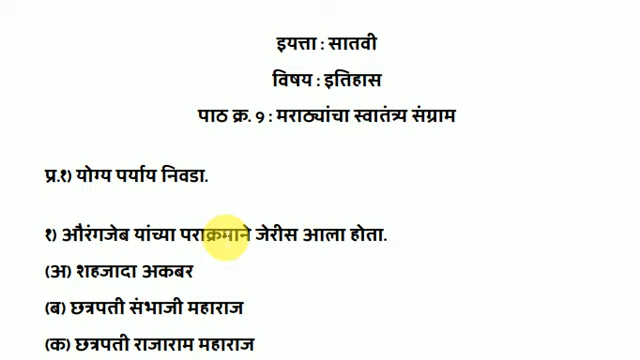 इयत्ता : सातवी
विषय : इतिहास
पाठ क्र. ९ : मराठ्यांचा स्वातंत्र्य संग्राम
प्र.१) योग्य पर्याय निवडा.
१) औरंगजेब यांच्या पराक्रमाने जेरीस आला होता.
(अ) शहजादा अकबर
(ब) छत्रपती संभाजी महाराज
(क) छत्रपती राजाराम महाराज